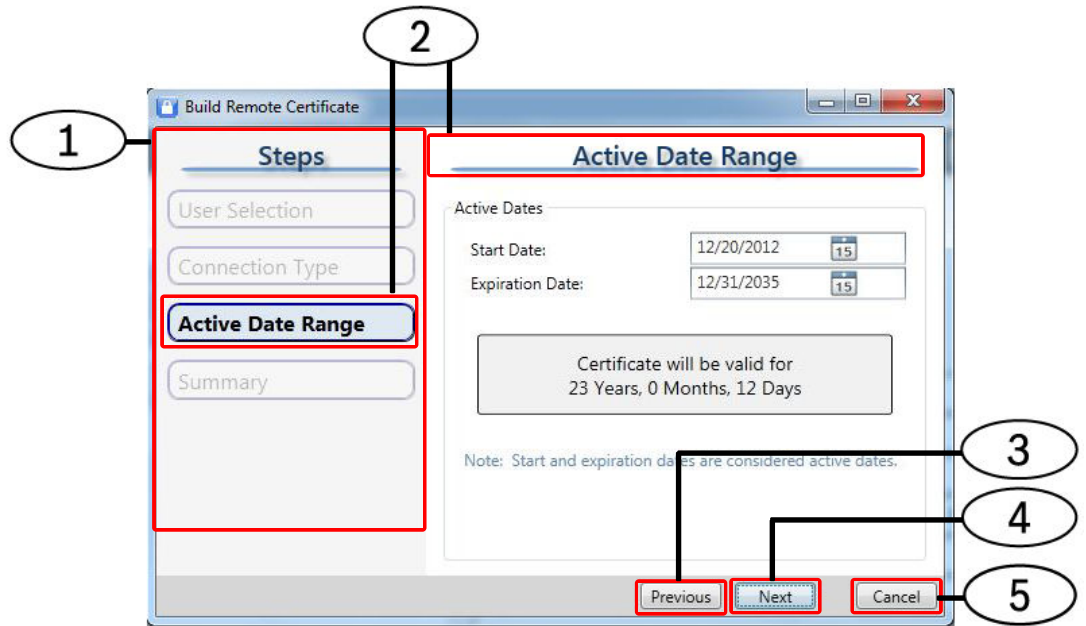 2
Build Remote Certificate
1
Steps
Active Date Range
User Selection
Connection Type
Active Date Range
Summary
Active Dates
Start Date: 12/20/2012 15
Expiration Date: 12/31/2035 15
Certificate will be valid for
23 Years, 0 Months, 12 Days
Note: Start and expiration dates are considered active dates.
3
4
Previous Next Cancel
5